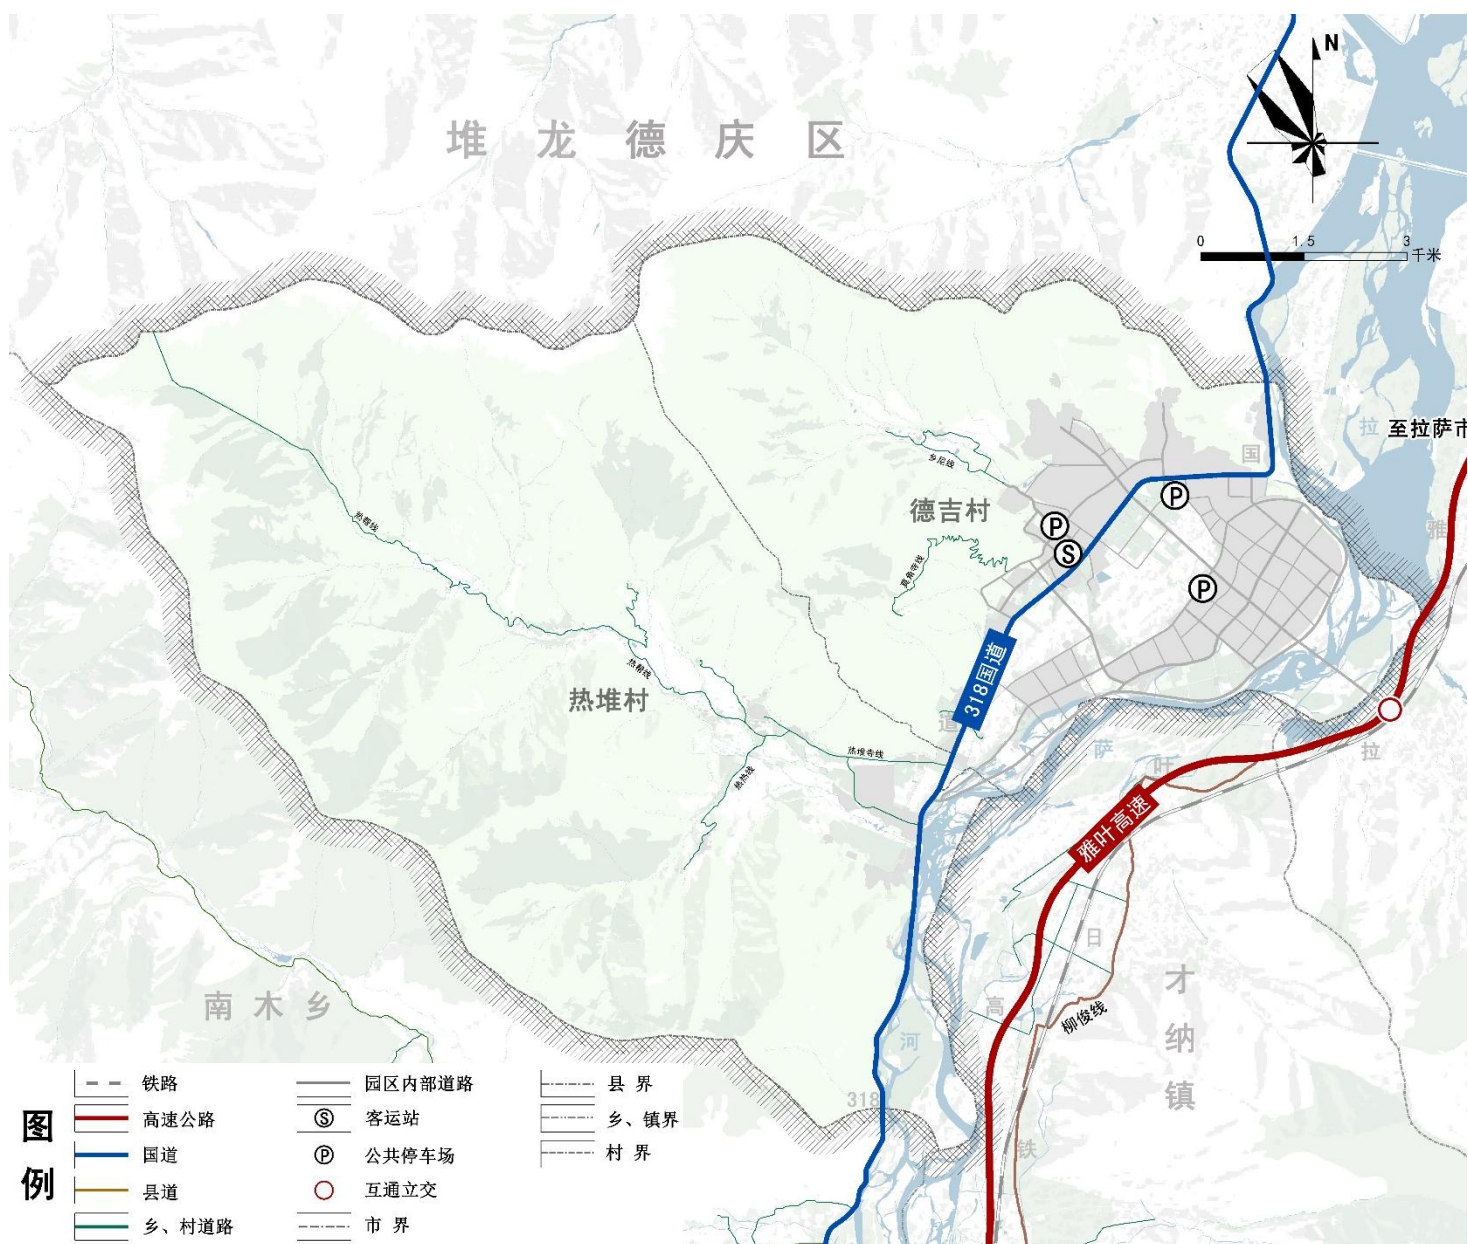 堆龙德庆区
N
0 1.5 3 千米
拉
至拉萨市
国
雅
乡尼线
德吉村
热帮线
热堆村
318国道
道
热堆寺线
热热线
萨
叶
拉
雅叶高速
日
才纳镇
高
柳俊线
南木乡
河
318
铁
图例
铁路
高速公路
国道
县道
乡、村道路
园区内部道路
S 客运站
P 公共停车场
互通立交
市 界
县 界
乡、镇界
村 界
P
P
S
P